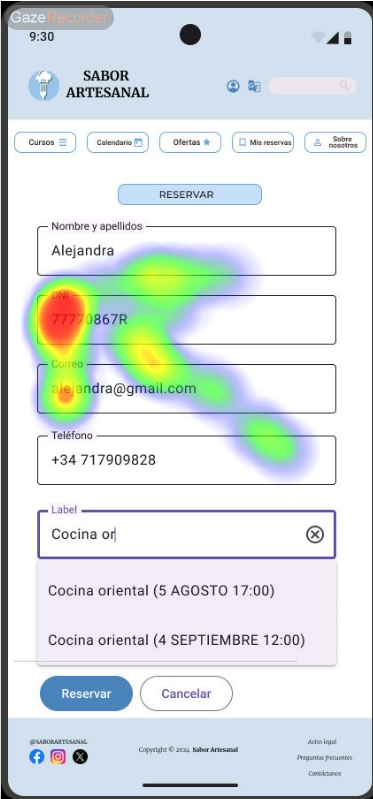 GazeRecorder
9:30
SABOR
ARTESANAL
Cursos
Calendario
Ofertas
Mis reservas
Sobre
nosotros
RESERVAR
Nombre y apellidos
Alejandra
DNI
77770867R
Correo
alejandra@gmail.com
Teléfono
+34 717909828
Label
Cocina or
Cocina oriental (5 AGOSTO 17:00)
Cocina oriental (4 SEPTIEMBRE 12:00)
Reservar
Cancelar
@SABORARTESANAL
Copyright © 2024, Sabor Artesanal
Aviso legal
Preguntas frecuentes
Contáctanos